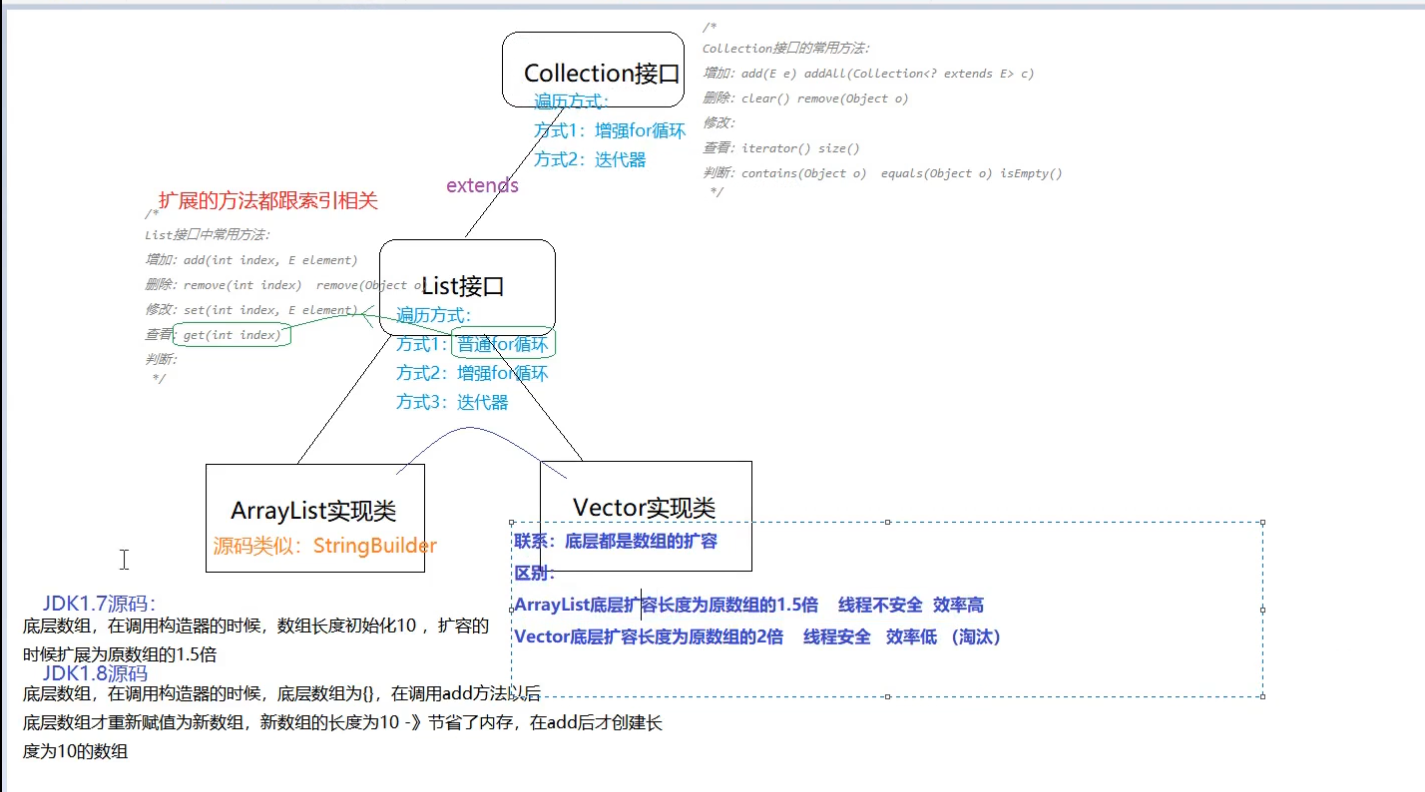 Collection接口
遍历方式：
方式1：增强for循环
方式2：迭代器
/*
Collection接口的常用方法：
增加：add(E e) addAll(Collection<? extends E> c)
删除：clear() remove(Object o)
修改：
查看：iterator() size()
判断：contains(Object o)  equals(Object o) isEmpty()
*/
extends
扩展的方法都跟索引相关
/*
List接口中常用方法：
增加：add(int index, E element)
删除：remove(int index)  remove(Object o
修改：set(int index, E element)
查看：get(int index)
判断：
*/
List接口
遍历方式：
方式1：普通for循环
方式2：增强for循环
方式3：迭代器
ArrayList实现类
源码类似：StringBuilder
Vector实现类
联系：底层都是数组的扩容
区别：
ArrayList底层扩容长度为原数组的1.5倍    线程不安全  效率高
Vector底层扩容长度为原数组的2倍    线程安全   效率低 （淘汰）
JDK1.7源码：
底层数组，在调用构造器的时候，数组长度初始化10 ，扩容的
时候扩展为原数组的1.5倍
JDK1.8源码
底层数组，在调用构造器的时候，底层数组为{}，在调用add方法以后
底层数组才重新赋值为新数组，新数组的长度为10 -》节省了内存，在add后才创建长
度为10的数组